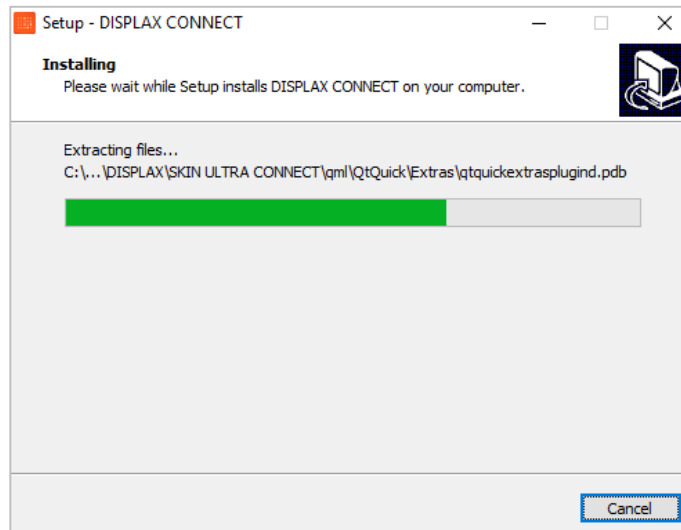 Setup - DISPLAX CONNECT
Installing
Please wait while Setup installs DISPLAX CONNECT on your computer.
Extracting files...
C:\...\DISPLAX\SKIN ULTRA CONNECT\qml\QtQuick\Extras\qtquickextrasplugind.pdb
Cancel